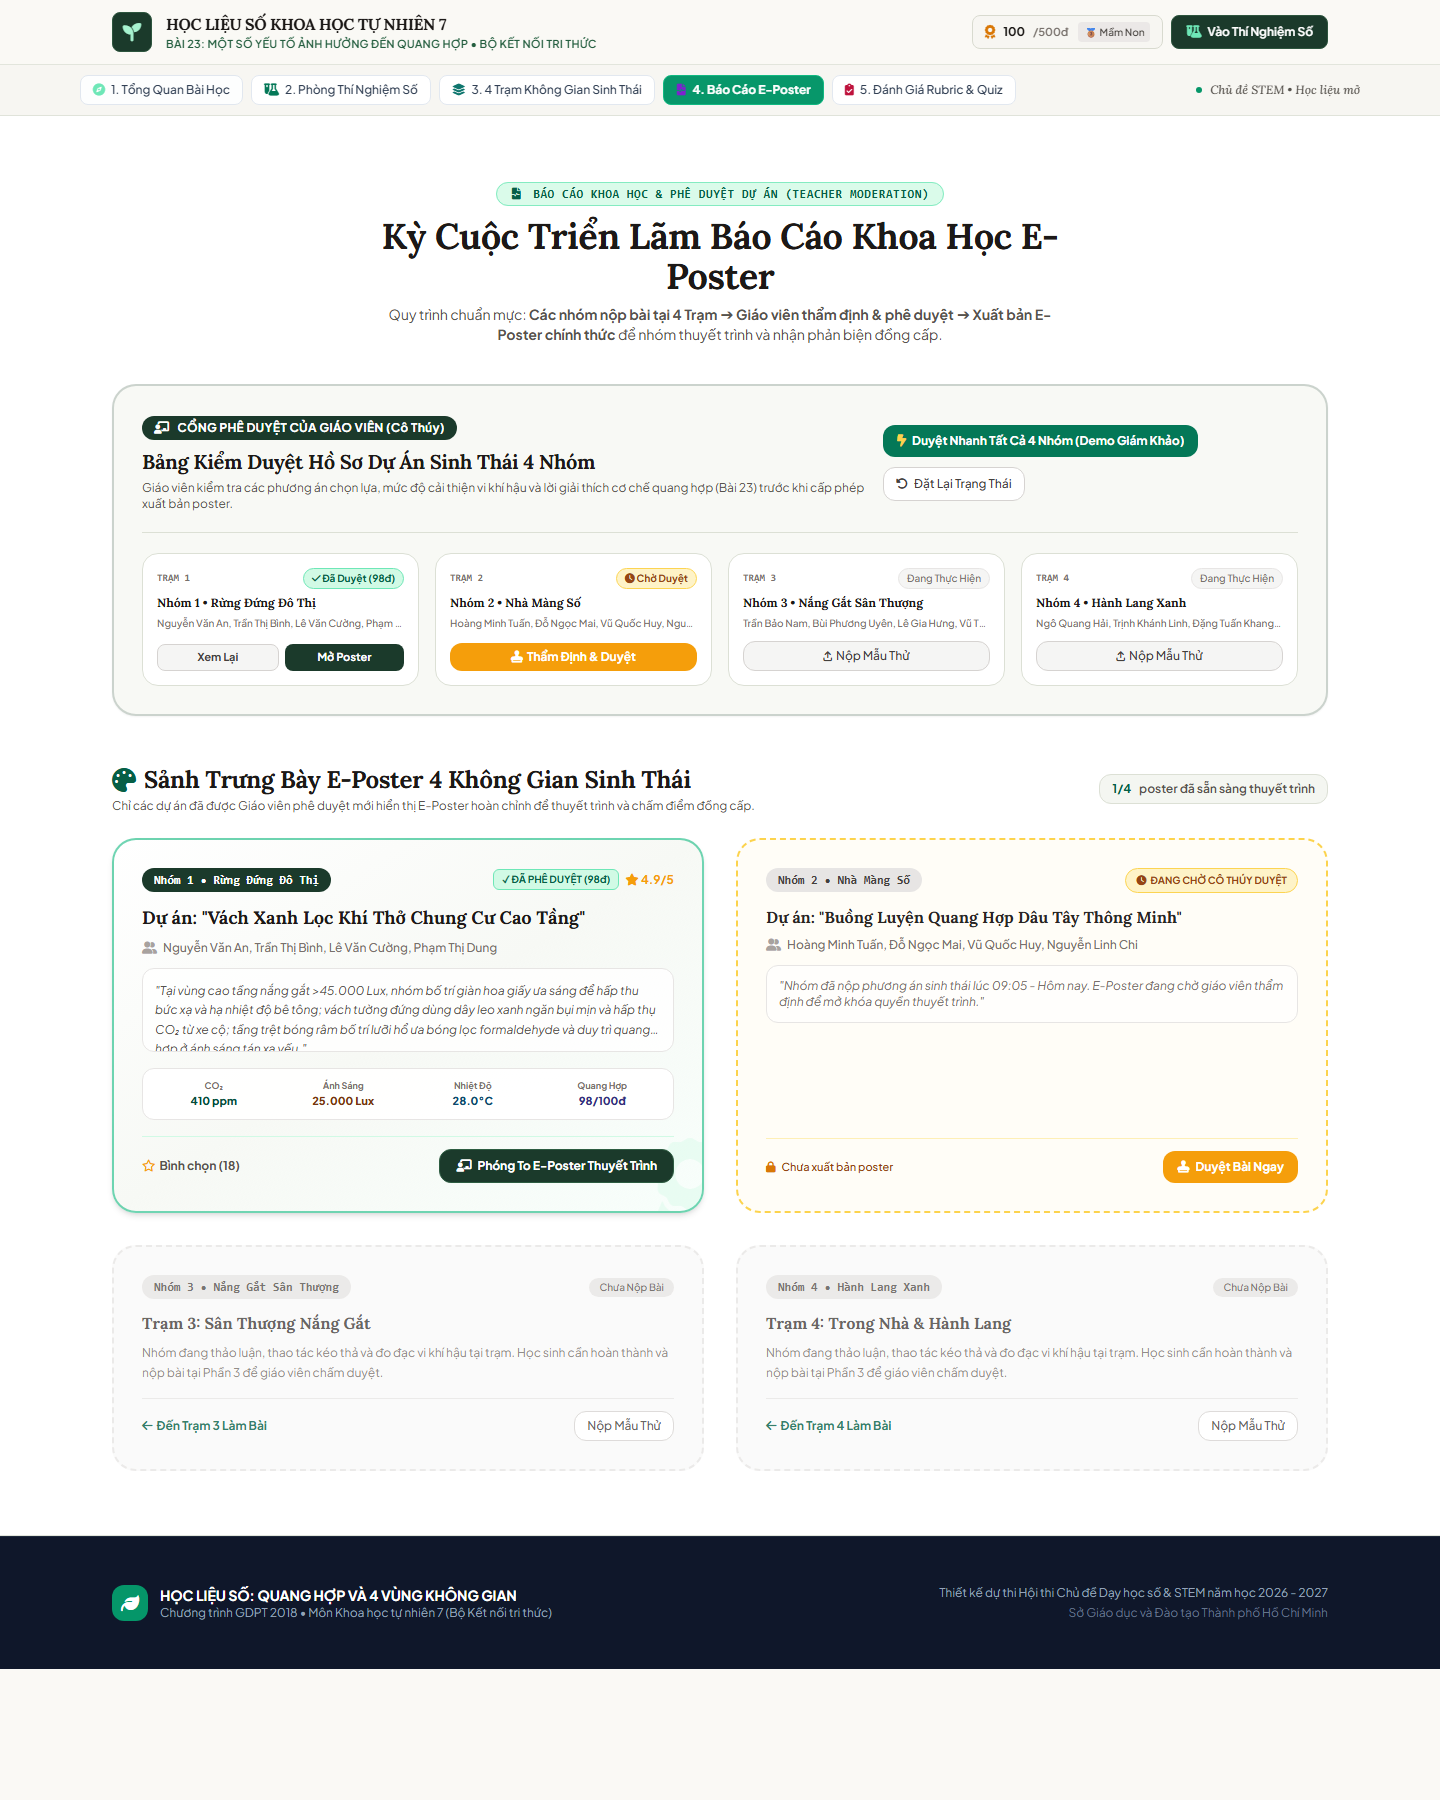 HỌC LIỆU SỐ KHOA HỌC TỰ NHIÊN 7
BÀI 23: MỘT SỐ YẾU TỐ ẢNH HƯỞNG ĐẾN QUANG HỢP • BỘ KẾT NỐI TRI THỨC
100 /500đ Mầm Non
Vào Thí Nghiệm Số
1. Tổng Quan Bài Học
2. Phòng Thí Nghiệm Số
3. 4 Trạm Không Gian Sinh Thái
4. Báo Cáo E-Poster
5. Đánh Giá Rubric & Quiz
Chủ đề STEM • Học liệu mở
BÁO CÁO KHOA HỌC & PHÊ DUYỆT DỰ ÁN (TEACHER MODERATION)
Kỳ Cuộc Triển Lãm Báo Cáo Khoa Học E-
Poster
Quy trình chuẩn mực: Các nhóm nộp bài tại 4 Trạm → Giáo viên thẩm định & phê duyệt → Xuất bản E-
Poster chính thức để nhóm thuyết trình và nhận phản biện đồng cấp.
CỔNG PHÊ DUYỆT CỦA GIÁO VIÊN (Cô Thúy)
Bảng Kiểm Duyệt Hồ Sơ Dự Án Sinh Thái 4 Nhóm
Giáo viên kiểm tra các phương án chọn lựa, mức độ cải thiện vi khí hậu và lời giải thích cơ chế quang hợp (Bài 23) trước khi cấp phép
xuất bản poster.
Duyệt Nhanh Tất Cả 4 Nhóm (Demo Giám Khảo)
Đặt Lại Trạng Thái
TRẠM 1
Đã Duyệt (98đ)
Nhóm 1 • Rừng Đứng Đô Thị
Nguyễn Văn An, Trần Thị Bình, Lê Văn Cường, Phạm ...
Xem Lại
Mở Poster
TRẠM 2
Chờ Duyệt
Nhóm 2 • Nhà Màng Số
Hoàng Minh Tuấn, Đỗ Ngọc Mai, Vũ Quốc Huy, Ngu...
Thẩm Định & Duyệt
TRẠM 3
Đang Thực Hiện
Nhóm 3 • Nắng Gắt Sân Thượng
Trần Bảo Nam, Bùi Phương Uyên, Lê Gia Hưng, Vũ T...
Nộp Mẫu Thử
TRẠM 4
Đang Thực Hiện
Nhóm 4 • Hành Lang Xanh
Ngô Quang Hải, Trịnh Khánh Linh, Đặng Tuấn Khang...
Nộp Mẫu Thử
Sảnh Trưng Bày E-Poster 4 Không Gian Sinh Thái
Chỉ các dự án đã được Giáo viên phê duyệt mới hiển thị E-Poster hoàn chỉnh để thuyết trình và chấm điểm đồng cấp.
1/4 poster đã sẵn sàng thuyết trình
Nhóm 1 • Rừng Đứng Đô Thị
✓ ĐÃ PHÊ DUYỆT (98đ) 4.9/5
Dự án: "Vách Xanh Lọc Khí Thở Chung Cư Cao Tầng"
Nguyễn Văn An, Trần Thị Bình, Lê Văn Cường, Phạm Thị Dung
"Tại vùng cao tầng nắng gắt >45.000 Lux, nhóm bố trí giàn hoa giấy ưa sáng để hấp thu
bức xạ và hạ nhiệt độ bê tông; vách tường đứng dùng dây leo xanh ngăn bụi mịn và hấp thụ
CO₂ từ xe cộ; tầng trệt bóng râm bố trí lưỡi hổ ưa bóng lọc formaldehyde và duy trì quang...
hợp ở ánh sáng tán xạ yếu."
CO₂
410 ppm
Ánh Sáng
25.000 Lux
Nhiệt Độ
28.0°C
Quang Hợp
98/100đ
Bình chọn (18)
Phóng To E-Poster Thuyết Trình
Nhóm 2 • Nhà Màng Số
ĐANG CHỜ CÔ THÚY DUYỆT
Dự án: "Buồng Luyện Quang Hợp Dâu Tây Thông Minh"
Hoàng Minh Tuấn, Đỗ Ngọc Mai, Vũ Quốc Huy, Nguyễn Linh Chi
"Nhóm đã nộp phương án sinh thái lúc 09:05 - Hôm nay. E-Poster đang chờ giáo viên thẩm
định để mở khóa quyền thuyết trình."
Chưa xuất bản poster
Duyệt Bài Ngay
Nhóm 3 • Nắng Gắt Sân Thượng
Chưa Nộp Bài
Trạm 3: Sân Thượng Nắng Gắt
Nhóm đang thảo luận, thao tác kéo thả và đo đạc vi khí hậu tại trạm. Học sinh cần hoàn thành và
nộp bài tại Phần 3 để giáo viên chấm duyệt.
← Đến Trạm 3 Làm Bài
Nộp Mẫu Thử
Nhóm 4 • Hành Lang Xanh
Chưa Nộp Bài
Trạm 4: Trong Nhà & Hành Lang
Nhóm đang thảo luận, thao tác kéo thả và đo đạc vi khí hậu tại trạm. Học sinh cần hoàn thành và
nộp bài tại Phần 3 để giáo viên chấm duyệt.
← Đến Trạm 4 Làm Bài
Nộp Mẫu Thử
HỌC LIỆU SỐ: QUANG HỢP VÀ 4 VÙNG KHÔNG GIAN
Chương trình GDPT 2018 • Môn Khoa học tự nhiên 7 (Bộ Kết nối tri thức)
Thiết kế dự thi Hội thi Chủ đề Dạy học số & STEM năm học 2026 - 2027
Sở Giáo dục và Đào tạo Thành phố Hồ Chí Minh